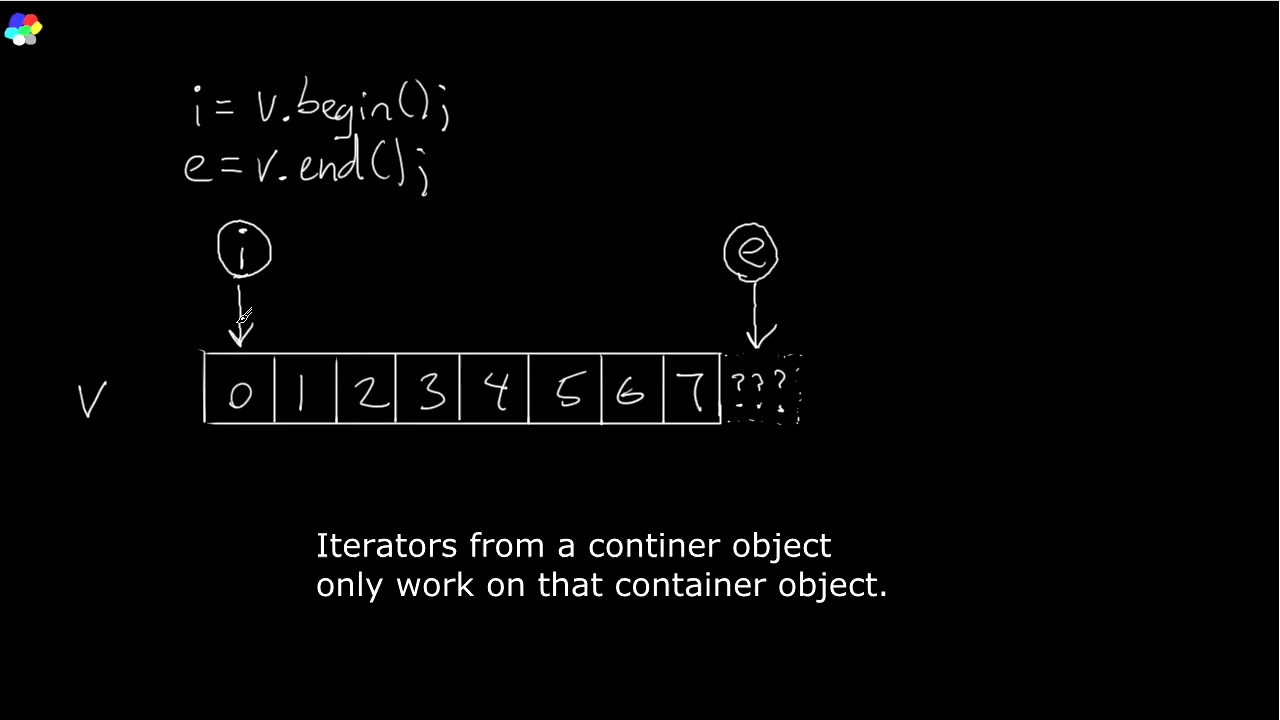 i = v.begin();
e = v.end();
i
e
v 0 1 2 3 4 5 6 7 ???
Iterators from a continer object
only work on that container object.